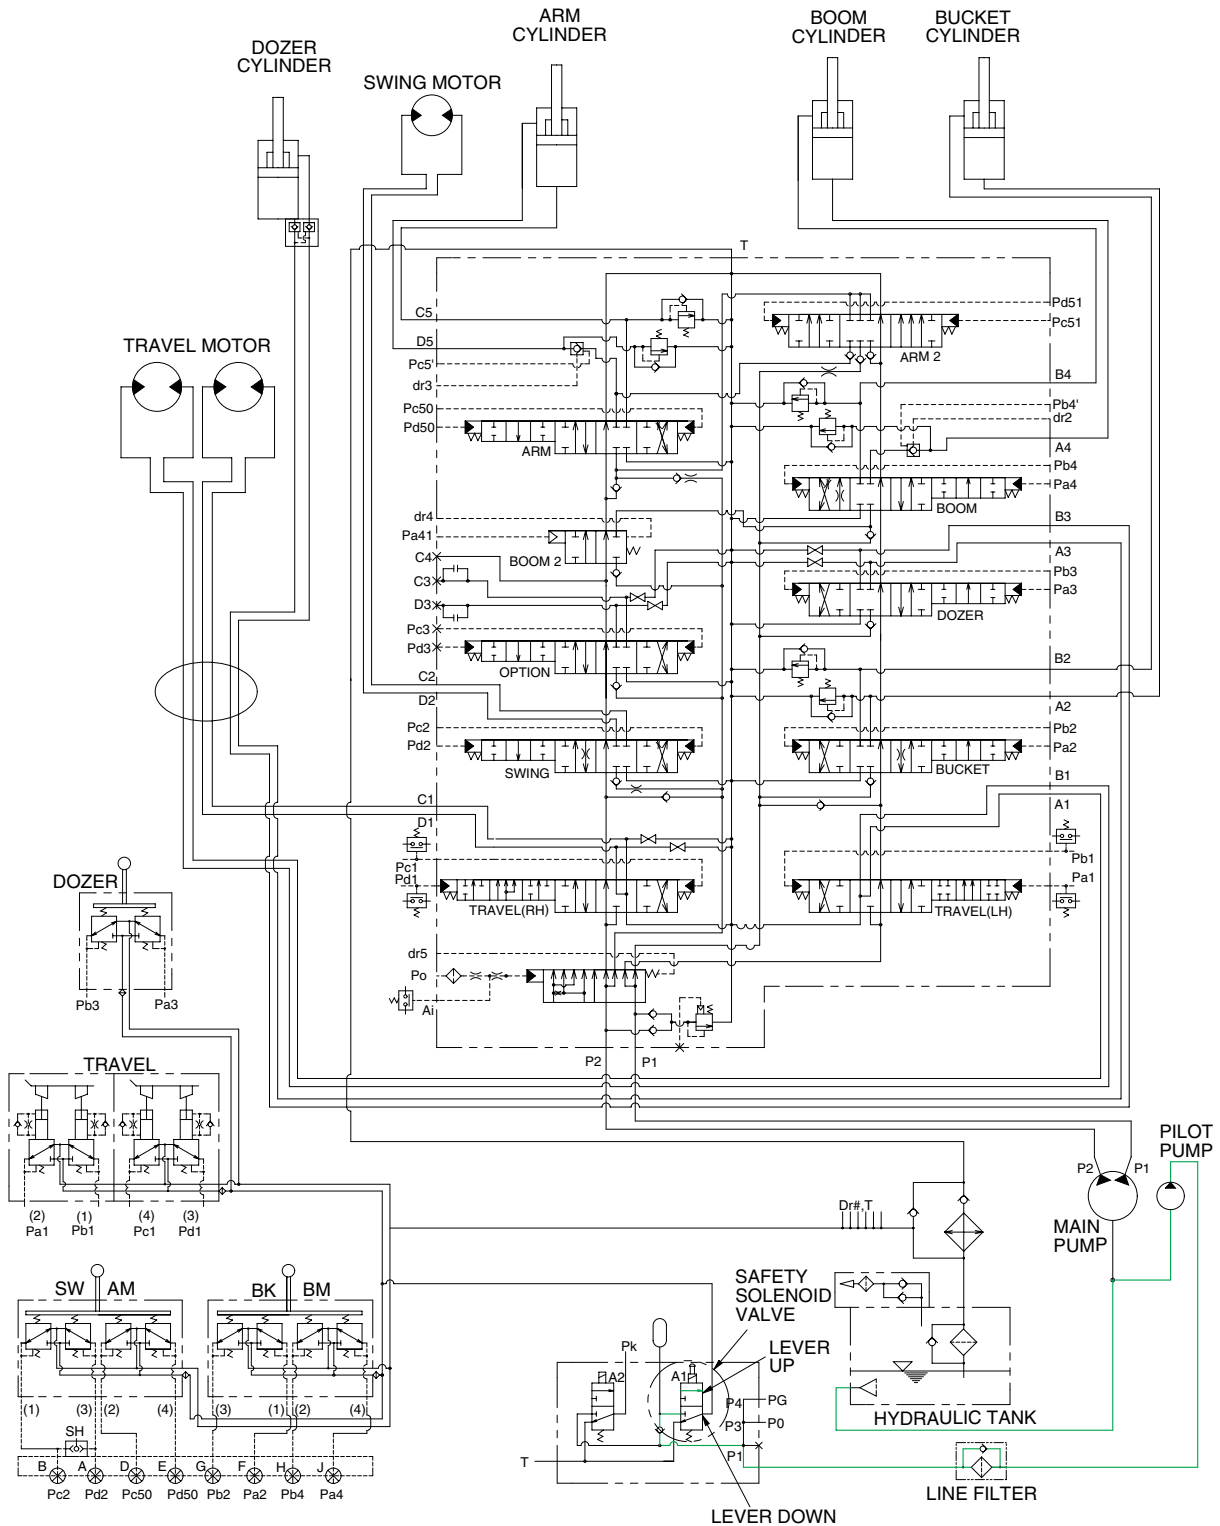 ARM
CYLINDER
BOOM
CYLINDER
BUCKET
CYLINDER
DOZER
CYLINDER
SWING MOTOR
TRAVEL MOTOR
T
C5
D5
Pc5'
dr3
Pc50
Pd50
ARM
Pd51
Pc51
ARM 2
B4
Pb4'
dr2
A4
Pb4
Pa4
BOOM
dr4
Pa41
BOOM 2
C4
C3
D3
B3
A3
Pb3
Pa3
DOZER
Pc3
Pd3
OPTION
C2
D2
B2
A2
Pc2
Pd2
SWING
Pb2
Pa2
BUCKET
C1
D1
B1
A1
Pc1
Pd1
TRAVEL(RH)
Pb1
Pa1
TRAVEL(LH)
dr5
Po
Ai
P2
P1
DOZER
Pb3
Pa3
TRAVEL
(2)
(1)
(4)
(3)
Pa1
Pb1
Pc1
Pd1
PILOT
PUMP
P2
P1
MAIN
PUMP
Dr#,T
SW
AM
BK
BM
(1)
(3)
(2)
(4)
(3)
(1)
(2)
(4)
SH
B
A
D
E
G
F
H
J
Pc2
Pd2
Pc50
Pd50
Pb2
Pa2
Pb4
Pa4
SAFETY
SOLENOID
VALVE
LEVER
UP
Pk
A2
A1
P4
PG
P3
P0
P1
T
LEVER DOWN
HYDRAULIC TANK
LINE FILTER